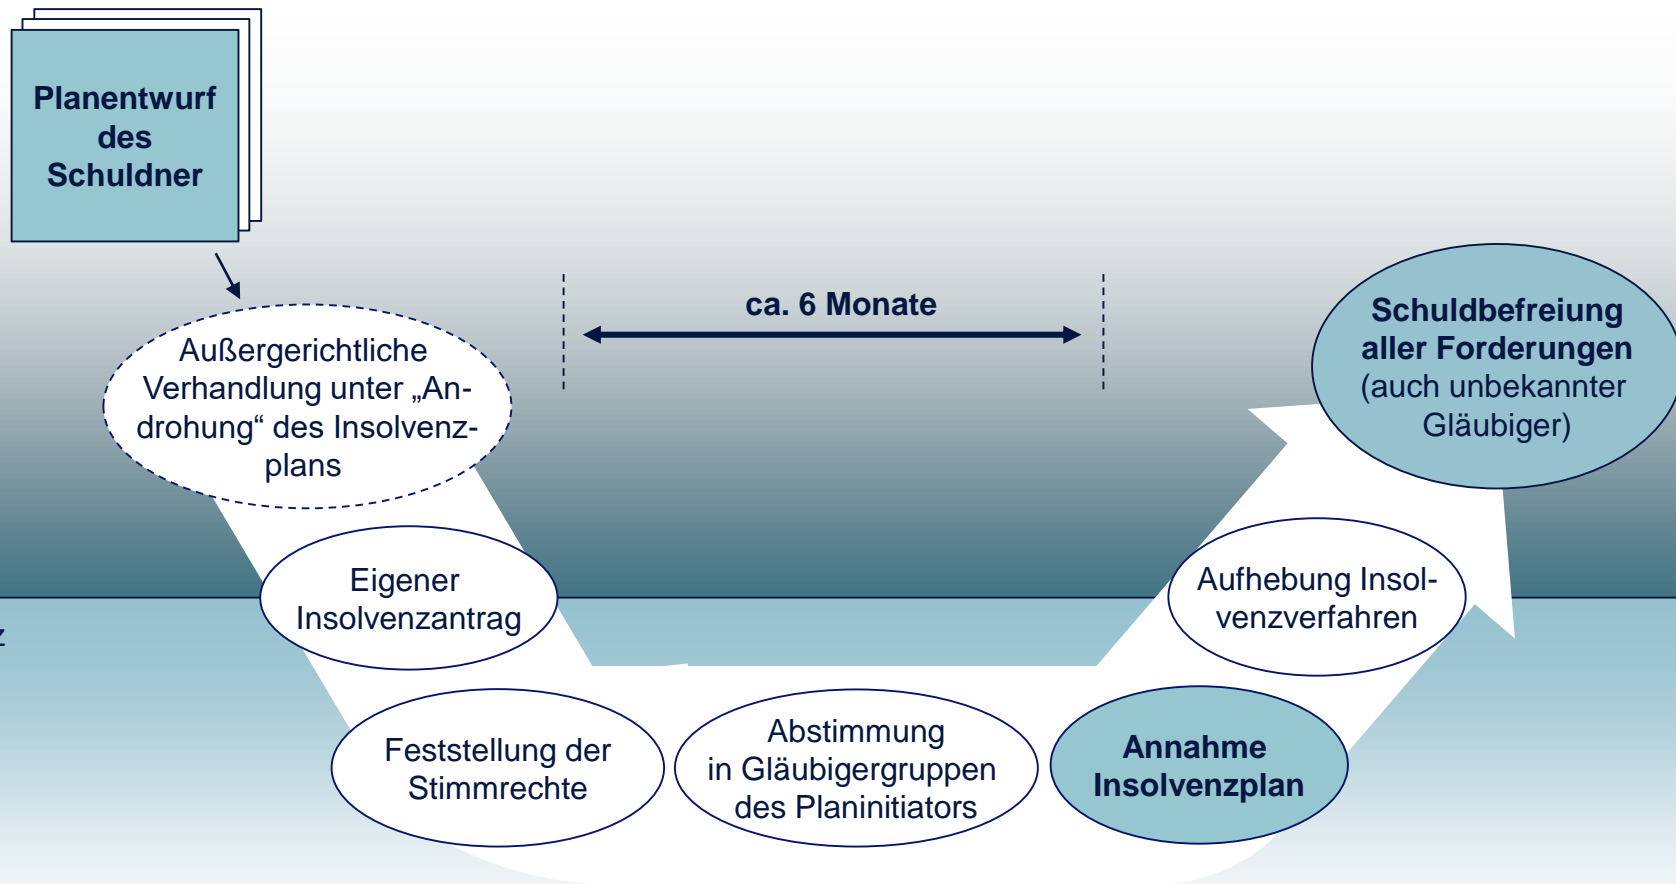 Planentwurf
des
Schuldner
ca. 6 Monate
Außergerichtliche
Verhandlung unter „An-
drohung“ des Insolvenz-
plans
Schuldbefreiung
aller Forderungen
(auch unbekannter
Gläubiger)
Eigener
Insolvenzantrag
Aufhebung Insol-
venzverfahren
z
Feststellung der
Stimmrechte
Abstimmung
in Gläubigergruppen
des Planinitiators
Annahme
Insolvenzplan